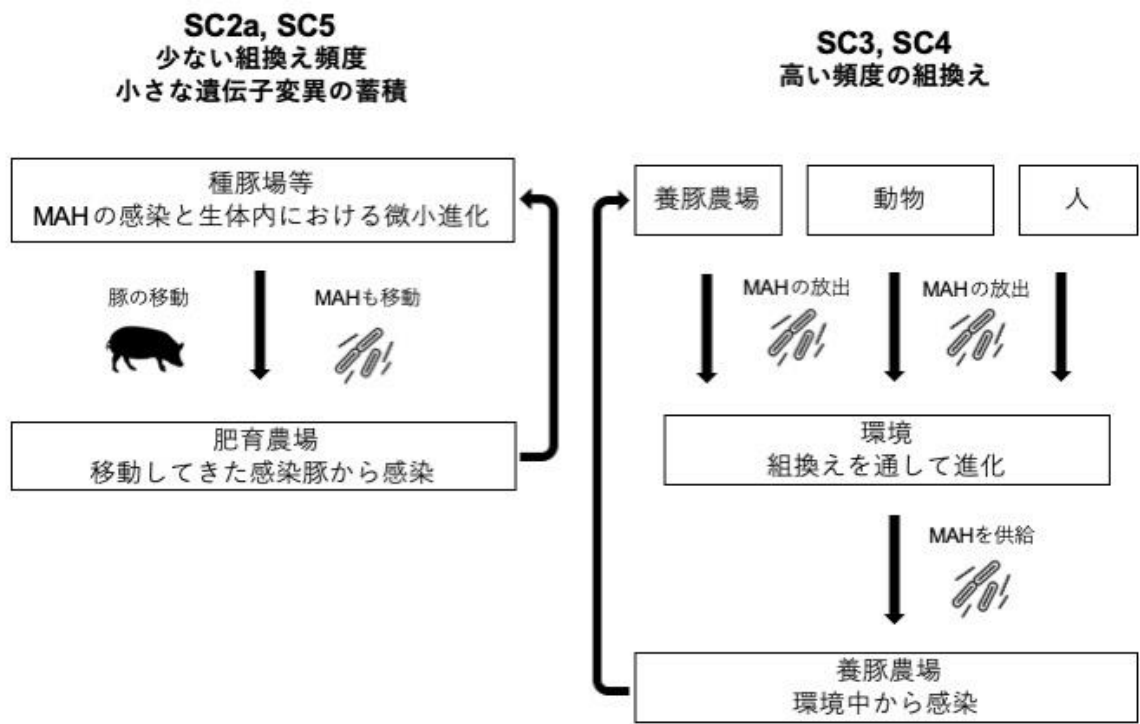 SC2a, SC5
少ない組換え頻度
小さな遺伝子変異の蓄積
種豚場等
MAHの感染と生体内における微小進化
豚の移動
MAHも移動
肥育農場
移動してきた感染豚から感染
SC3, SC4
高い頻度の組換え
養豚農場
動物
人
MAHの放出
MAHの放出
環境
組換えを通して進化
MAHを供給
養豚農場
環境中から感染